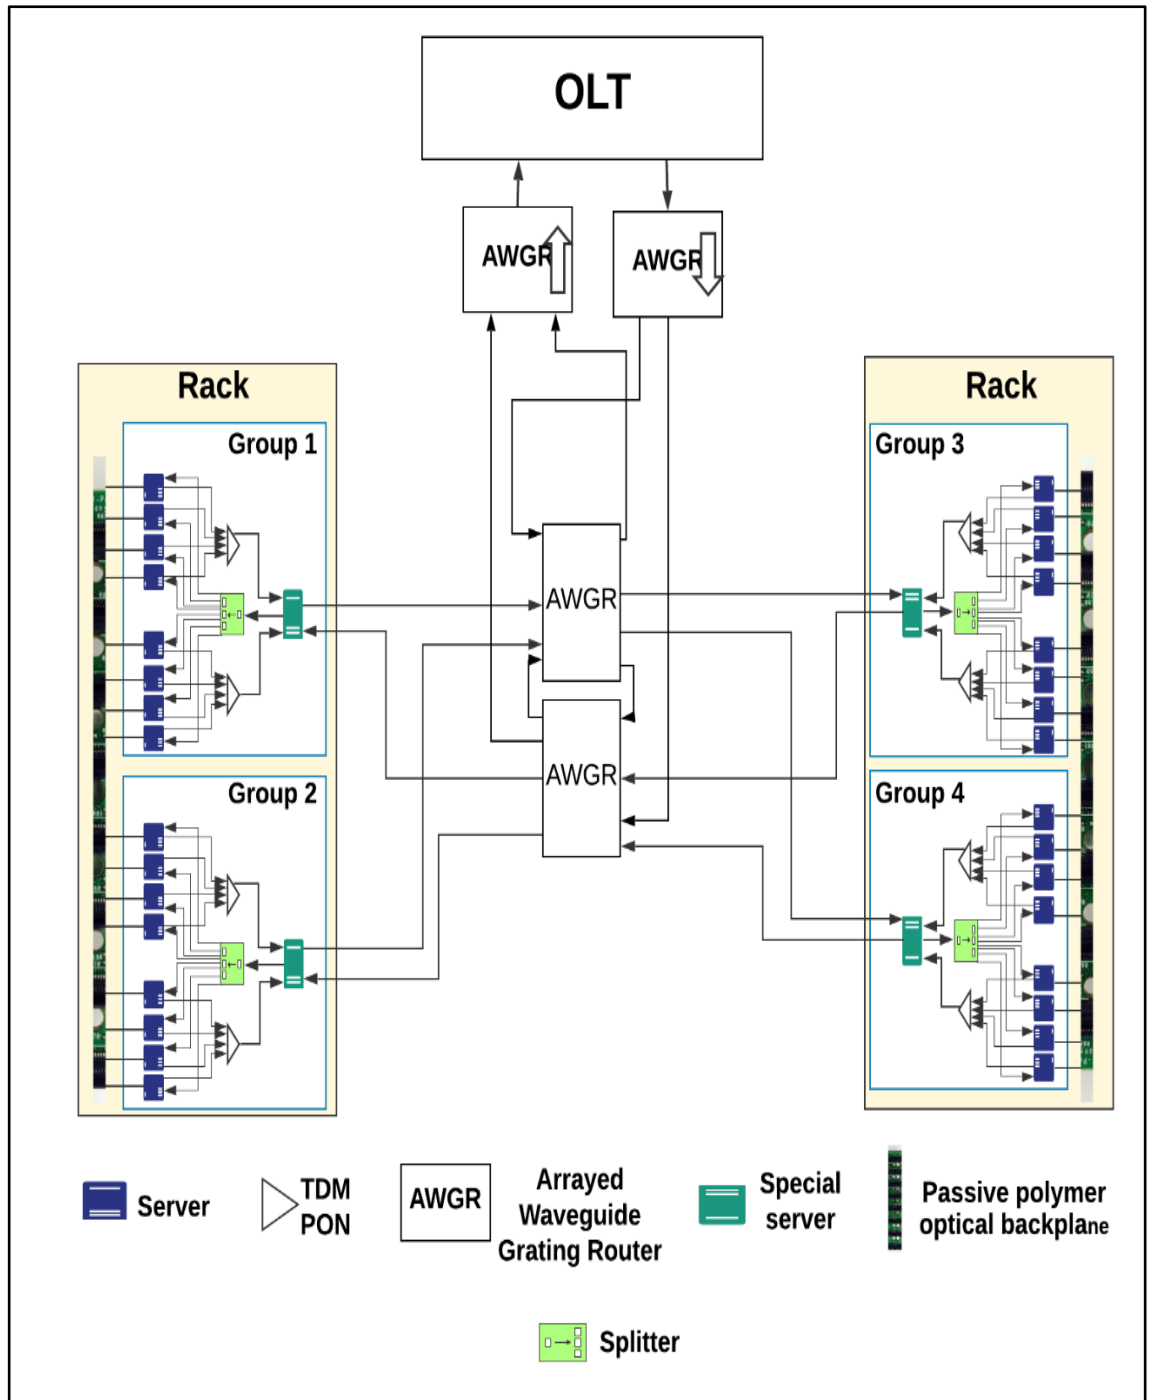 OLT
AWGR
AWGR
Rack
Rack
Group 1
Group 3
AWGR
AWGR
Group 2
Group 4
Server
TDM
PON
AWGR
Arrayed
Waveguide
Grating Router
Special
server
Passive polymer
optical backplane
Splitter